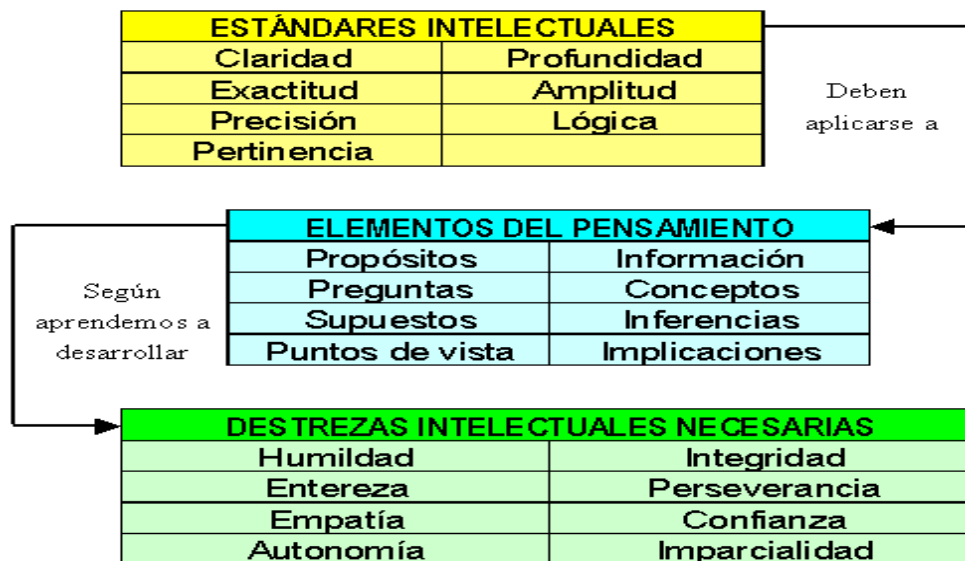 ESTÁNDARES INTELECTUALES
Claridad Profundidad
Exactitud Amplitud
Precisión Lógica
Pertinencia
Deben
aplicarse a
ELEMENTOS DEL PENSAMIENTO
Propósitos Información
Preguntas Conceptos
Supuestos Inferencias
Puntos de vista Implicaciones
Según
aprendemos a
desarrollar
DESTREZAS INTELECTUALES NECESARIAS
Humildad Integridad
Entereza Perseverancia
Empatía Confianza
Autonomía Imparcialidad